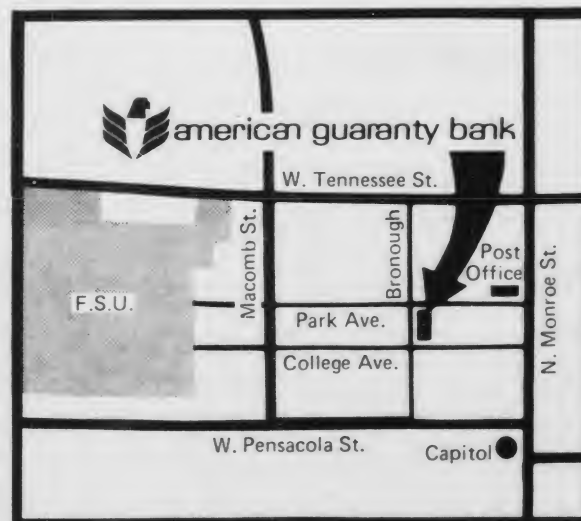 american guaranty bank
W. Tennessee St.
Macomb St.
Bronough
Post
Office
N. Monroe St.
F.S.U.
Park Ave.
College Ave.
W. Pensacola St.
Capitol